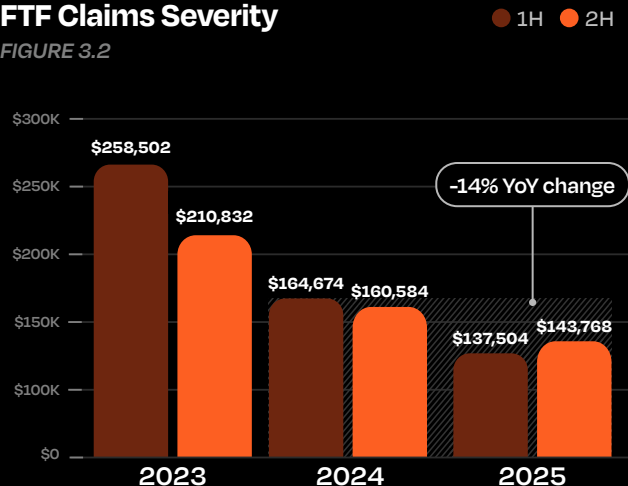 FTF Claims Severity
1H 2H
FIGURE 3.2
$300K
$258,502
$250K
-14% YoY change
$210,832
$200K
$164,674 $160,584
$150K
$137,504 $143,768
$100K
$0
2023 2024 2025